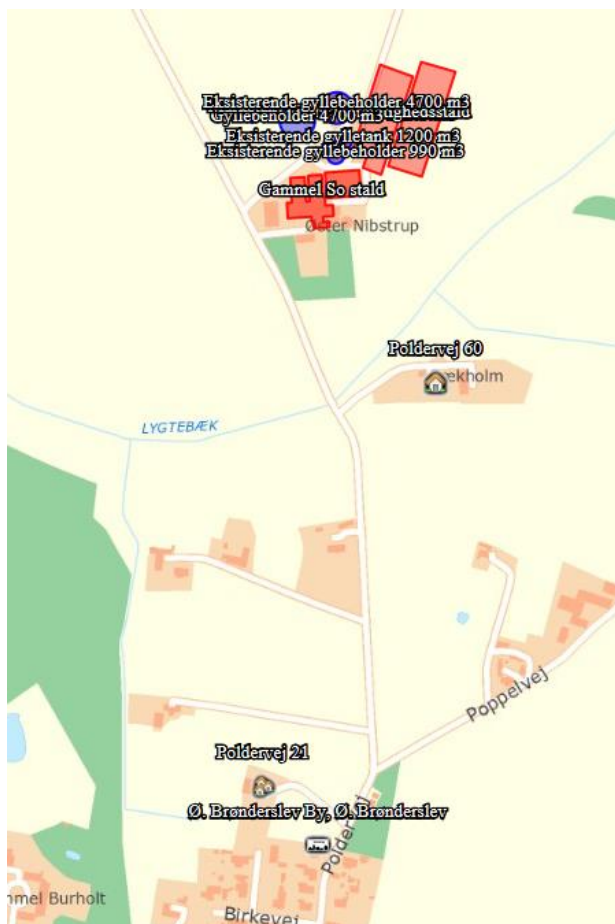 Eksisterende gyllebeholder 4700 m3
Gyllebeholder 4700 m3
Eksisterende gylletank 1200 m3
Eksisterende gyllebeholder 990 m3
Gammel So stald
Øster Nibstrup
Poldervej 60
LYGTEBÆK
Poppelvej
Poldervej 21
Ø. Brønderslev By, Ø. Brønderslev
Birkevej